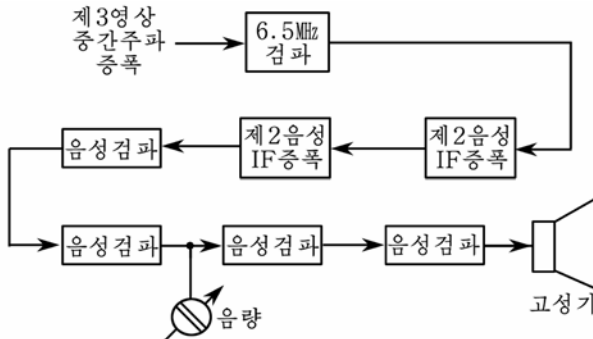 제3영상
중간주파
증폭
6.5㎒
검파
제2음성
IF증폭
제2음성
IF증폭
음성검파
음성검파
음성검파
음성검파
음량
고성기